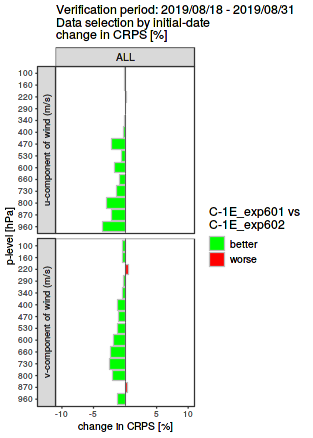 Verification period: 2019/08/18 - 2019/08/31
Data selection by initial-date
change in CRPS [%]
ALL
p-level [hPa]
u-component of wind (m/s)
100
160
220
290
340
400
470
530
600
660
700
800
870
960
v-component of wind (m/s)
100
160
220
290
340
400
470
530
600
660
730
800
870
960
-10 -5 0 5 10
change in CRPS [%]
C-1E_exp601 vs
C-1E_exp602
better
worse